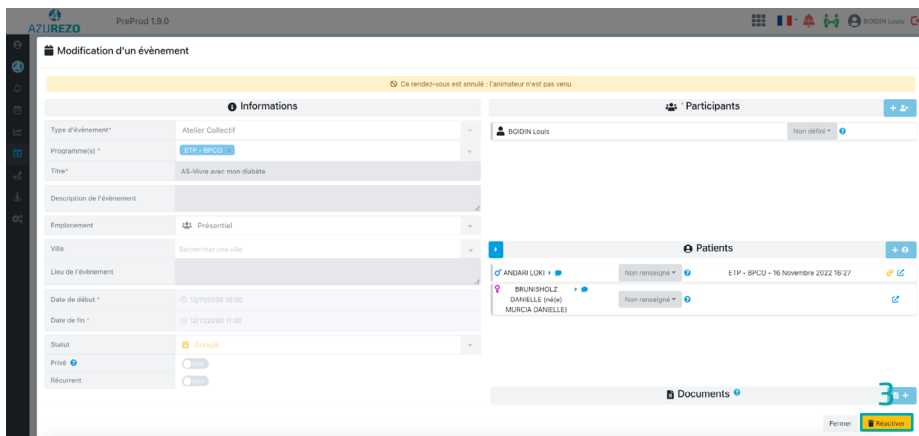 AZUREZO
PreProd 1.9.0
BOIDIN Louis
Modification d'un évènement
Ce rendez-vous est annulé : l'animateur n'est pas venu
Informations
Type d'évènement*
Atelier Collectif
Programme(s) *
ETP - BPCO ×
Titre*
AS-Vivre avec mon diabète
Description de l'évènement
Emplacement
Présentiel
Ville
Rechercher une ville
Lieu de l'évènement
Date de début *
12/11/2030 10:30
Date de fin *
12/11/2030 11:30
Statut
Annulé
Privé
Non
Récurrent
Non
* Participants
BOIDIN Louis
Non défini
Patients
ANDARI LOKI
Non renseigné
ETP - BPCO - 16 Novembre 2022 16:27
BRUNISHOLZ
DANIELLE (né(e)
MURCIA DANIELLE)
Non renseigné
Documents
3
Fermer
Réactiver